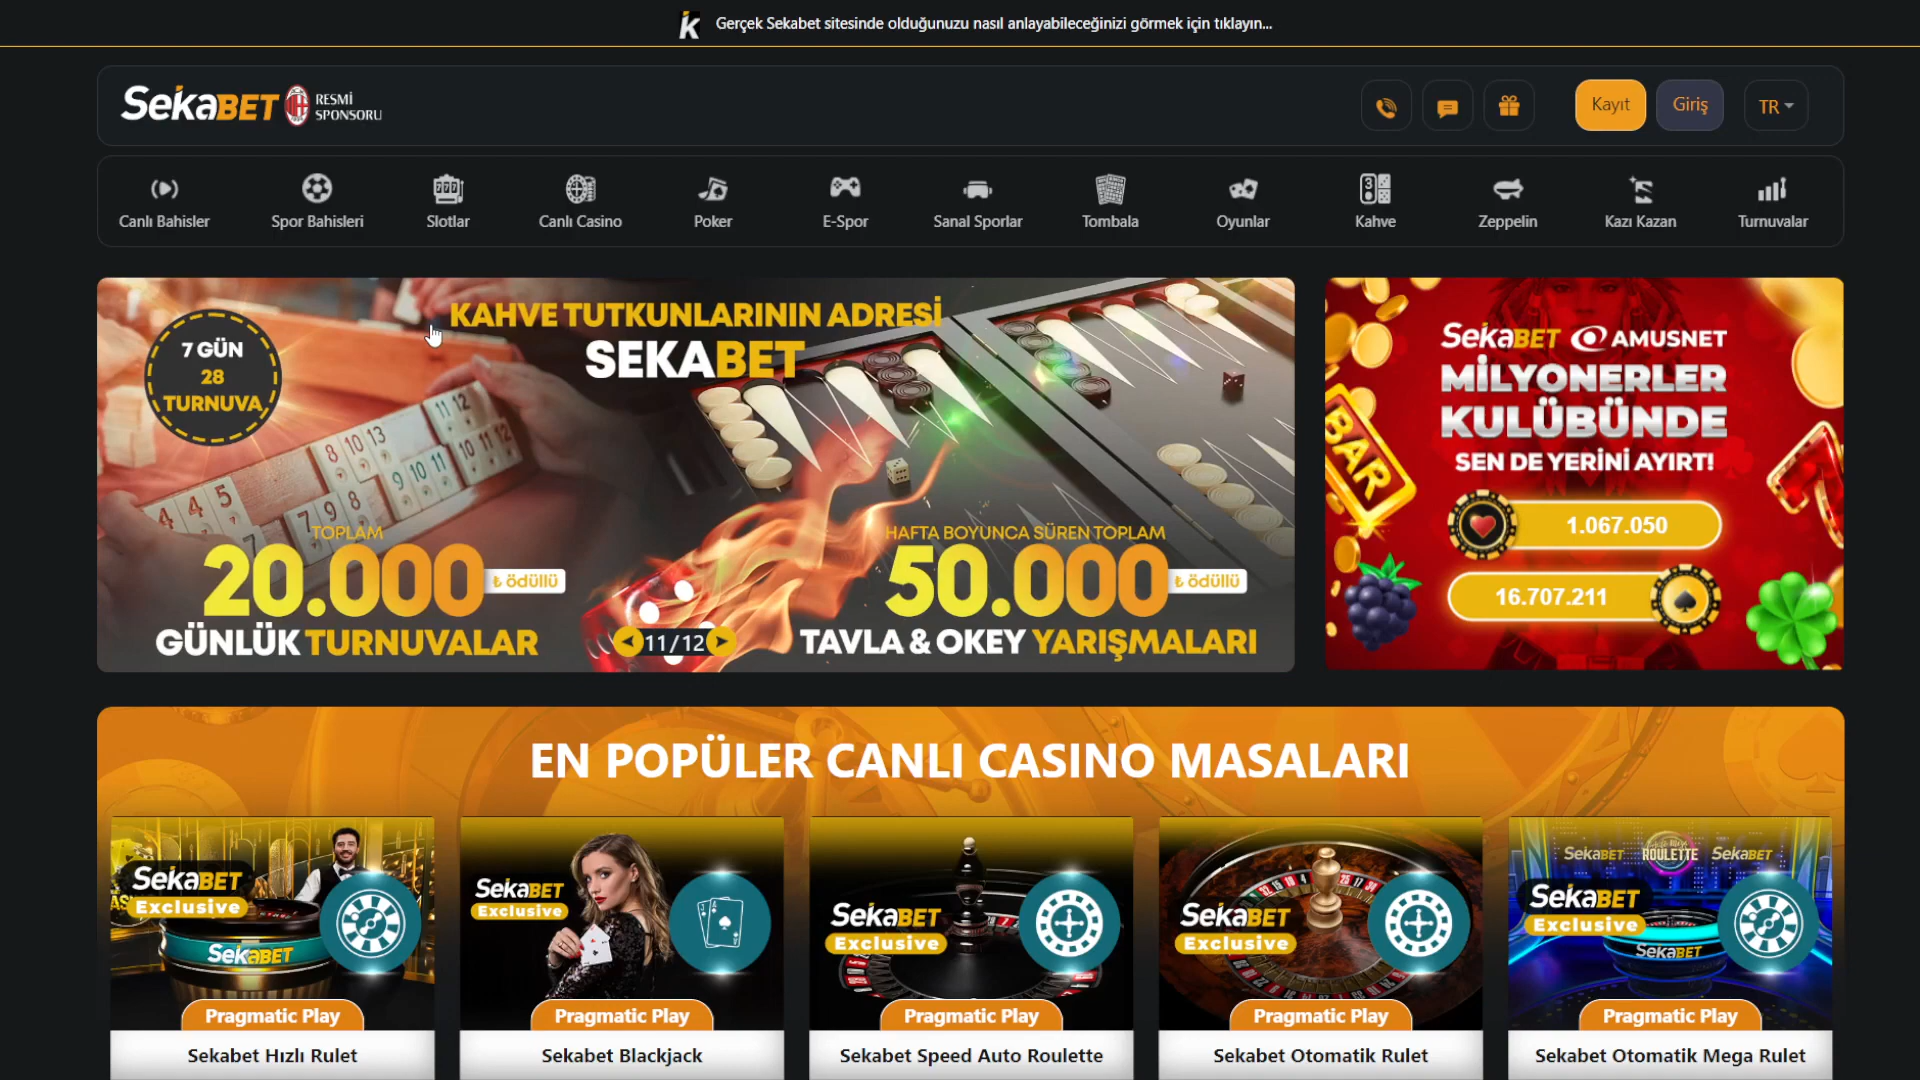 Gerçek Sekabet sitesinde olduğunuzu nasıl anlayabileceğinizi görmek için tıklayın...
SekaBET RESMİ SPONSORU
Kayıt
Giriş
TR
Canlı Bahisler
Spor Bahisleri
Slotlar
Canlı Casino
Poker
E-Spor
Sanal Sporlar
Tombala
Oyunlar
Kahve
Zeppelin
Kazı Kazan
Turnuvalar
KAHVE TUTKUNLARININ ADRESİ
SEKABET
7 GÜN
28
TURNUVA
TOPLAM
20.000 ₺ ödüllü
GÜNLÜK TURNUVALAR
11/12
HAFTA BOYUNCA SÜREN TOPLAM
50.000 ₺ ödüllü
TAVLA & OKEY YARIŞMALARI
SekaBET AMUSNET
MİLYONERLER
KULÜBÜNDE
SEN DE YERİNİ AYIRT!
BAR
1.067.050
16.707.211
EN POPÜLER CANLI CASINO MASALARI
SekaBET
Exclusive
SekaBET
Pragmatic Play
Sekabet Hızlı Rulet
SekaBET
Exclusive
Pragmatic Play
Sekabet Blackjack
SekaBET
Exclusive
Pragmatic Play
Sekabet Speed Auto Roulette
SekaBET
Exclusive
Pragmatic Play
Sekabet Otomatik Rulet
SekaBET ROULETTE SekaBET
SekaBET
Exclusive
SekaBET
Pragmatic Play
Sekabet Otomatik Mega Rulet